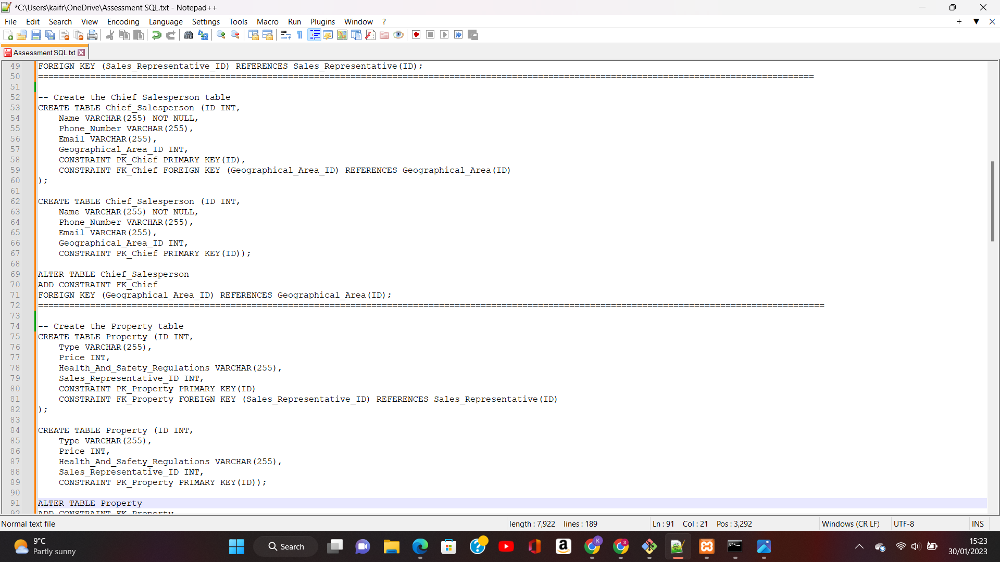 *C:\Users\kaifr\OneDrive\Assessment SQL.txt - Notepad++
File Edit Search View Encoding Language Settings Tools Macro Run Plugins Window ?
Assessment SQL.txt
49 FOREIGN KEY (Sales_Representative_ID) REFERENCES Sales_Representative(ID);
50
51
52 -- Create the Chief Salesperson table
53 CREATE TABLE Chief_Salesperson (ID INT,
54 Name VARCHAR(255) NOT NULL,
55 Phone_Number VARCHAR(255),
56 Email VARCHAR(255),
57 Geographical_Area_ID INT,
58 CONSTRAINT PK_Chief PRIMARY KEY(ID),
59 CONSTRAINT FK_Chief FOREIGN KEY (Geographical_Area_ID) REFERENCES Geographical_Area(ID)
60 );
61
62 CREATE TABLE Chief_Salesperson (ID INT,
63 Name VARCHAR(255) NOT NULL,
64 Phone_Number VARCHAR(255),
65 Email VARCHAR(255),
66 Geographical_Area_ID INT,
67 CONSTRAINT PK_Chief PRIMARY KEY(ID));
68
69 ALTER TABLE Chief_Salesperson
70 ADD CONSTRAINT FK_Chief
71 FOREIGN KEY (Geographical_Area_ID) REFERENCES Geographical_Area(ID);
72
73
74 -- Create the Property table
75 CREATE TABLE Property (ID INT,
76 Type VARCHAR(255),
77 Price INT,
78 Health_And_Safety_Regulations VARCHAR(255),
79 Sales_Representative_ID INT,
80 CONSTRAINT PK_Property PRIMARY KEY(ID)
81 CONSTRAINT FK_Property FOREIGN KEY (Sales_Representative_ID) REFERENCES Sales_Representative(ID)
82 );
83
84 CREATE TABLE Property (ID INT,
85 Type VARCHAR(255),
86 Price INT,
87 Health_And_Safety_Regulations VARCHAR(255),
88 Sales_Representative_ID INT,
89 CONSTRAINT PK_Property PRIMARY KEY(ID));
90
91 ALTER TABLE Property
92 ADD CONSTRAINT FK_Property
Normal text file length : 7,922 lines : 189 Ln : 91 Col : 21 Pos : 3,292 Windows (CR LF) UTF-8 INS
9°C
Partly sunny
Search
15:23
30/01/2023